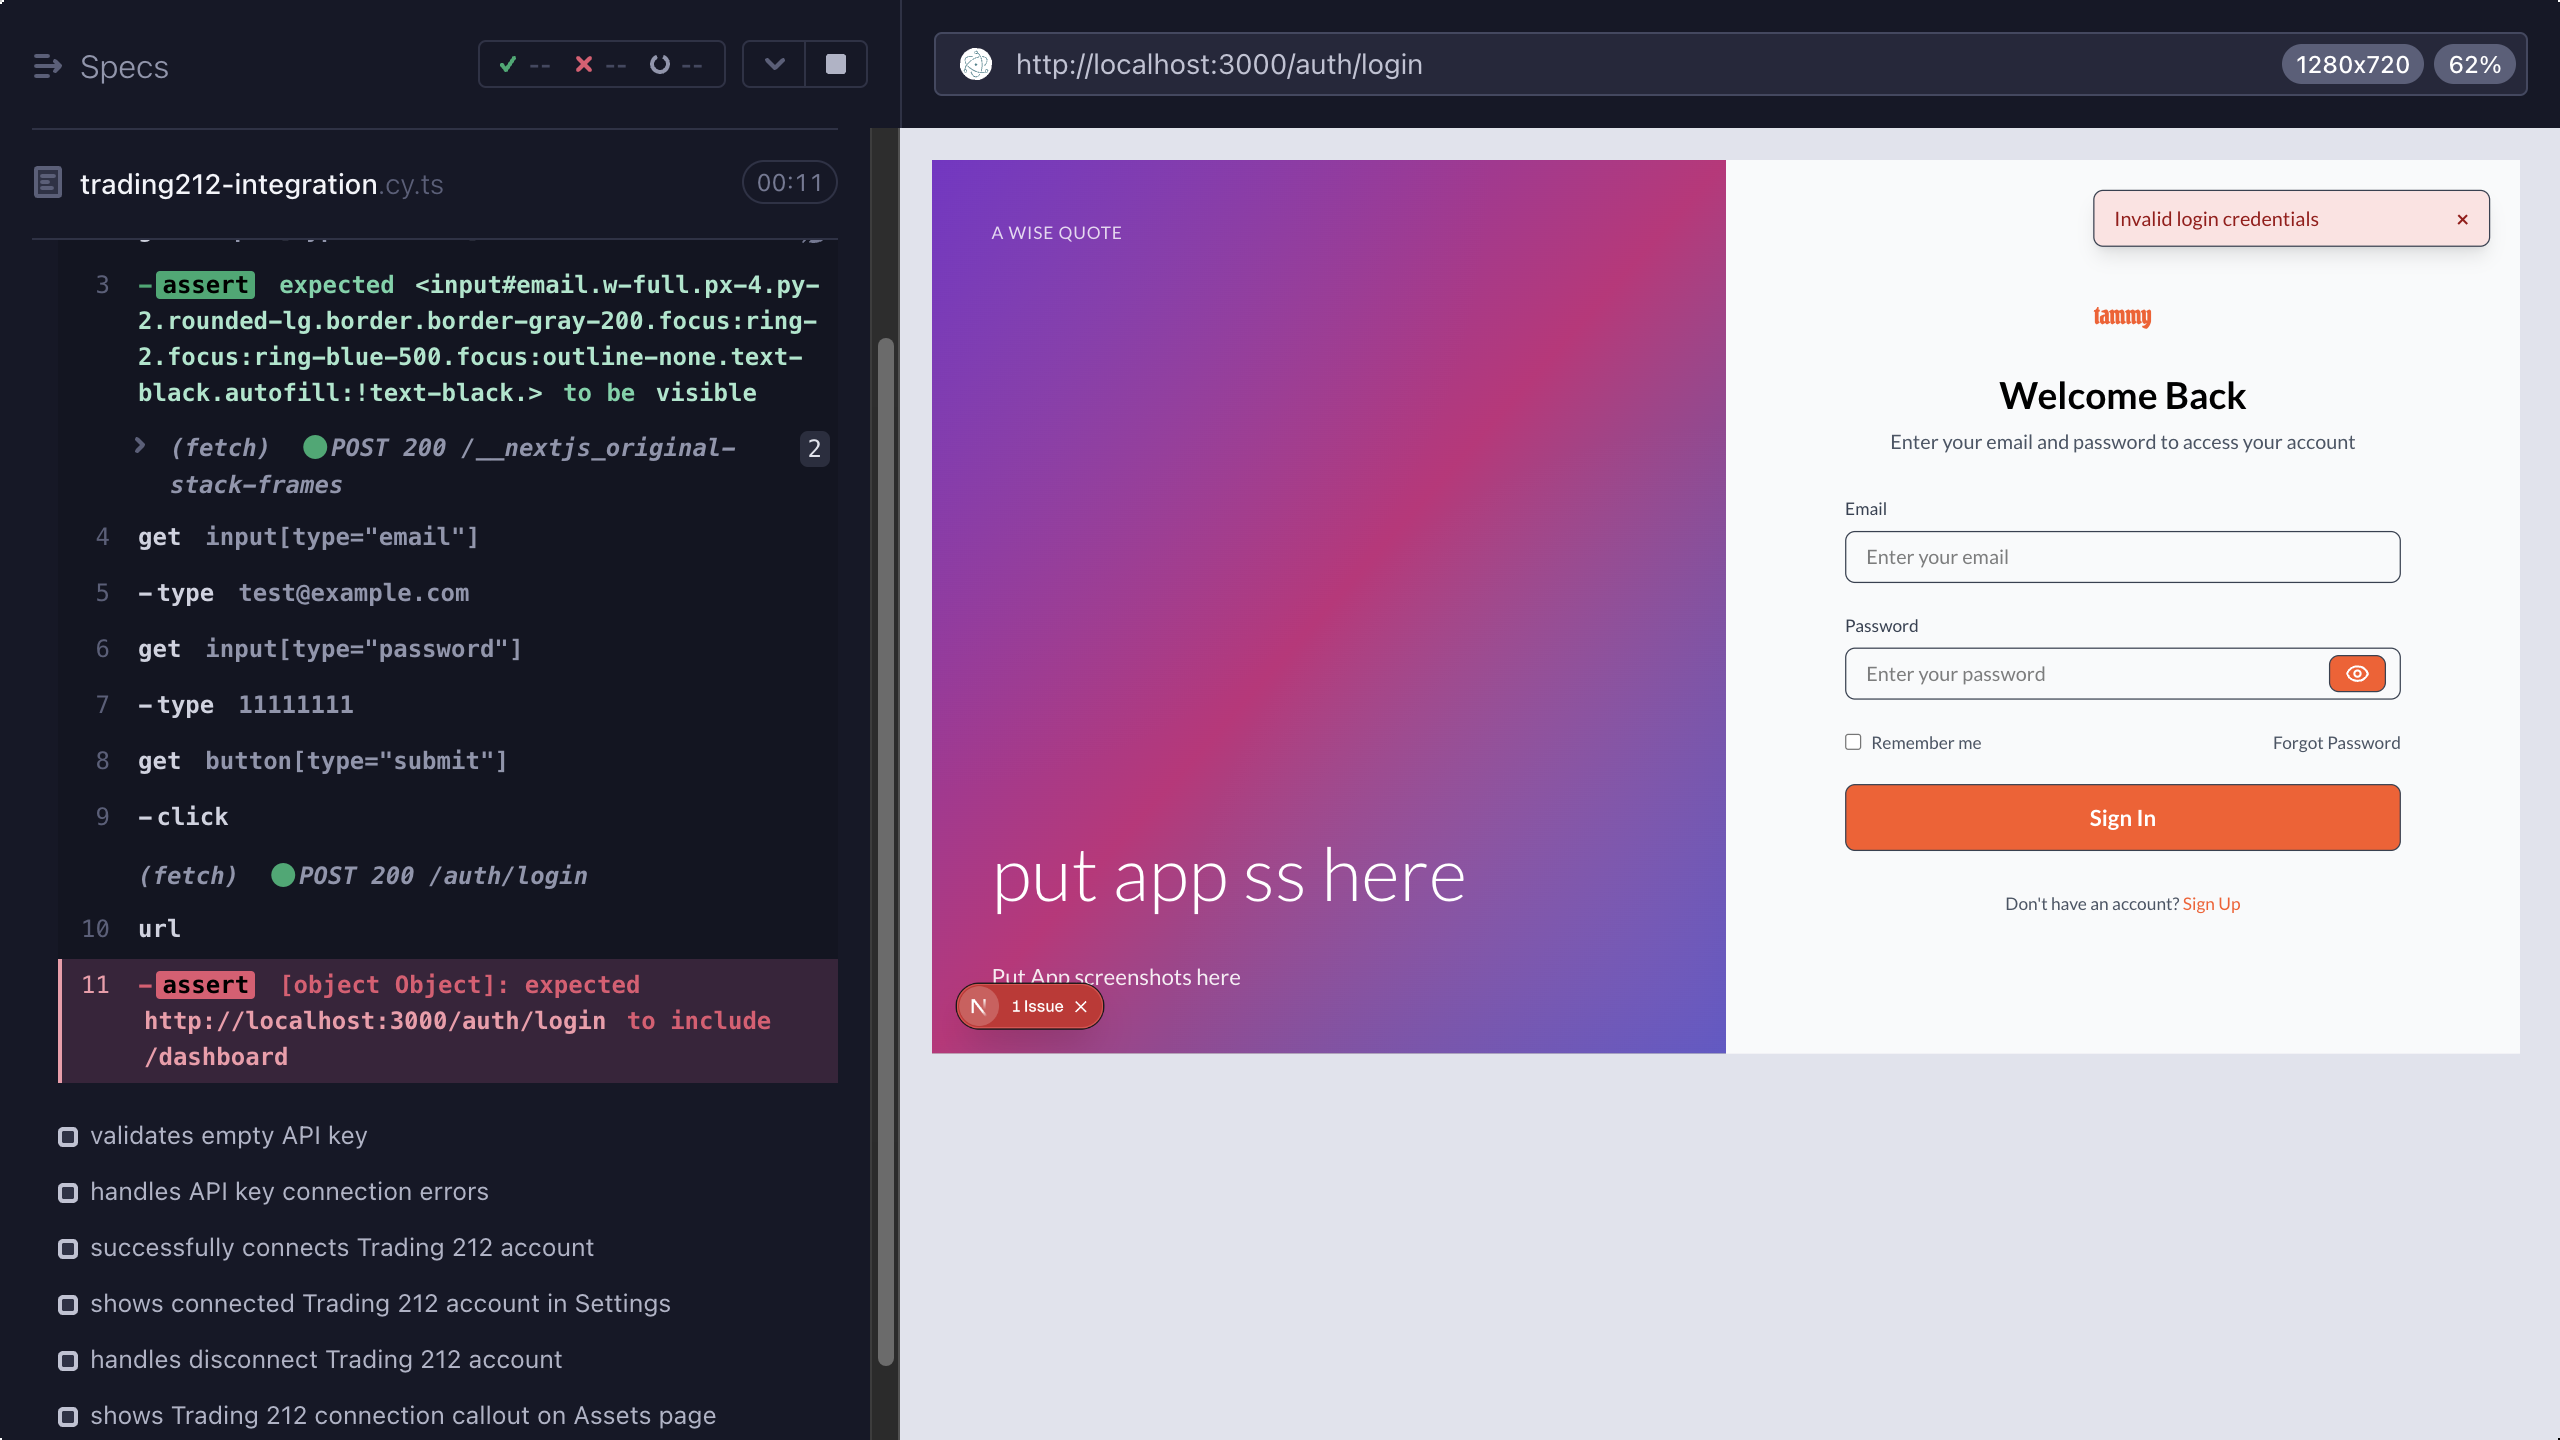 Specs
--
--
--
trading212-integration.cy.ts
00:11
3
-assert expected <input#email.w-full.px-4.py-
2.rounded-lg.border.border-gray-200.focus:ring-
2.focus:ring-blue-500.focus:outline-none.text-
black.autofill:!text-black.> to be visible
(fetch) POST 200 /__nextjs_original-
stack-frames
2
4 get input[type="email"]
5 -type test@example.com
6 get input[type="password"]
7 -type 11111111
8 get button[type="submit"]
9 -click
(fetch) POST 200 /auth/login
10 url
11 -assert [object Object]: expected
http://localhost:3000/auth/login to include
/dashboard
validates empty API key
handles API key connection errors
successfully connects Trading 212 account
shows connected Trading 212 account in Settings
handles disconnect Trading 212 account
shows Trading 212 connection callout on Assets page
http://localhost:3000/auth/login
1280x720
62%
A WISE QUOTE
put app ss here
Put App screenshots here
N 1 Issue
Invalid login credentials
tammy
Welcome Back
Enter your email and password to access your account
Email
Enter your email
Password
Enter your password
Remember me
Forgot Password
Sign In
Don't have an account? Sign Up